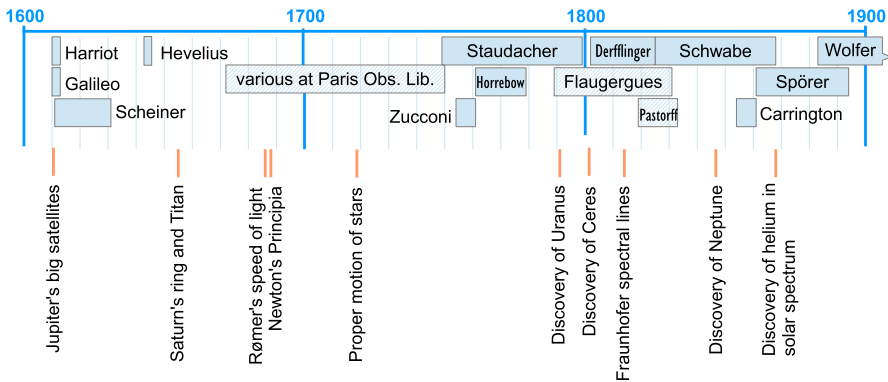 1600
1700
1800
1900
Harriot
Hevelius
Staudacher
Derfflinger
Schwabe
Wolfer
Galileo
various at Paris Obs. Lib.
Horrebow
Flaugergues
Spörer
Scheiner
Zucconi
Pastorff
Carrington
Jupiter's big satellites
Saturn's ring and Titan
Rømer's speed of light
Newton's Principia
Proper motion of stars
Discovery of Uranus
Discovery of Ceres
Fraunhofer spectral lines
Discovery of Neptune
Discovery of helium in
solar spectrum